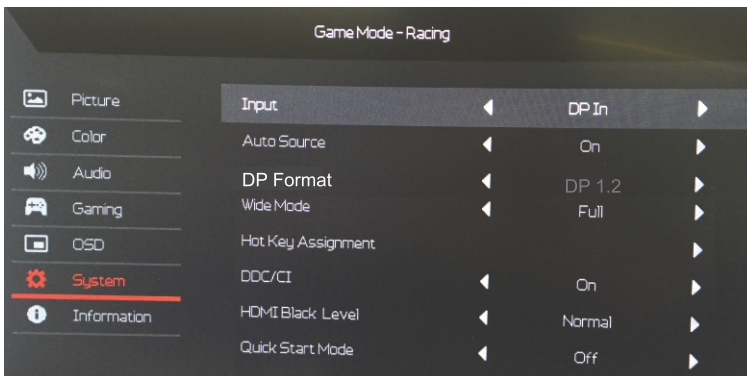 Game Mode - Racing
Picture
Color
Audio
Gaming
OSD
System
Information
Input DP In
Auto Source On
DP Format DP 1.2
Wide Mode Full
Hot Key Assignment
DDC/CI On
HDMI Black Level Normal
Quick Start Mode Off